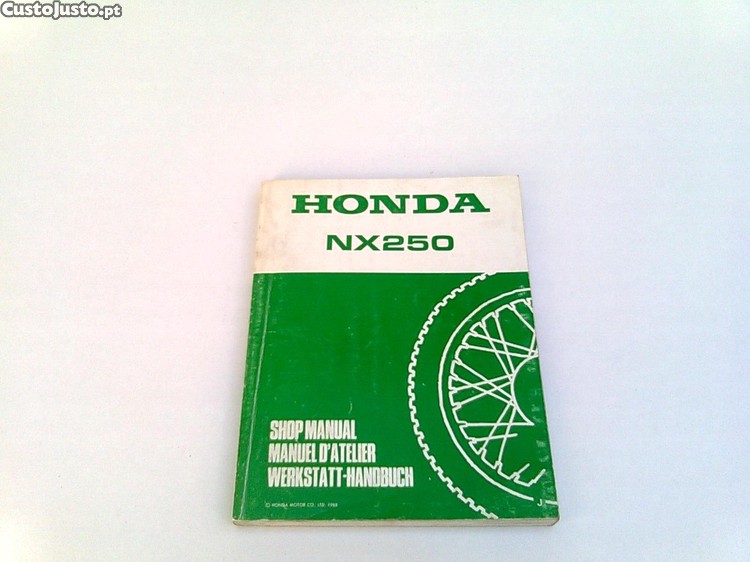 CustoJusto.pt
HONDA
NX250
SHOP MANUAL
MANUEL D'ATELIER
WERKSTATT-HANDBUCH
© HONDA MOTOR CO., LTD. 1988
J